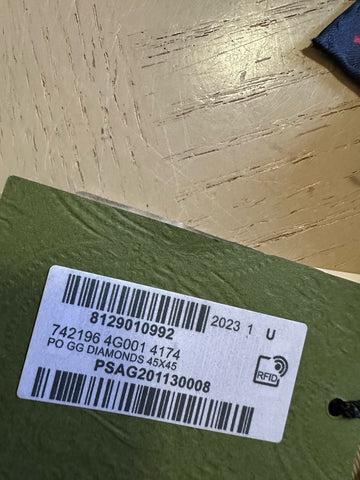 8129010992 2023 1 U
742196 4G001 4174
PO GG DIAMONDS 45X45
RFID
PSAG201130008